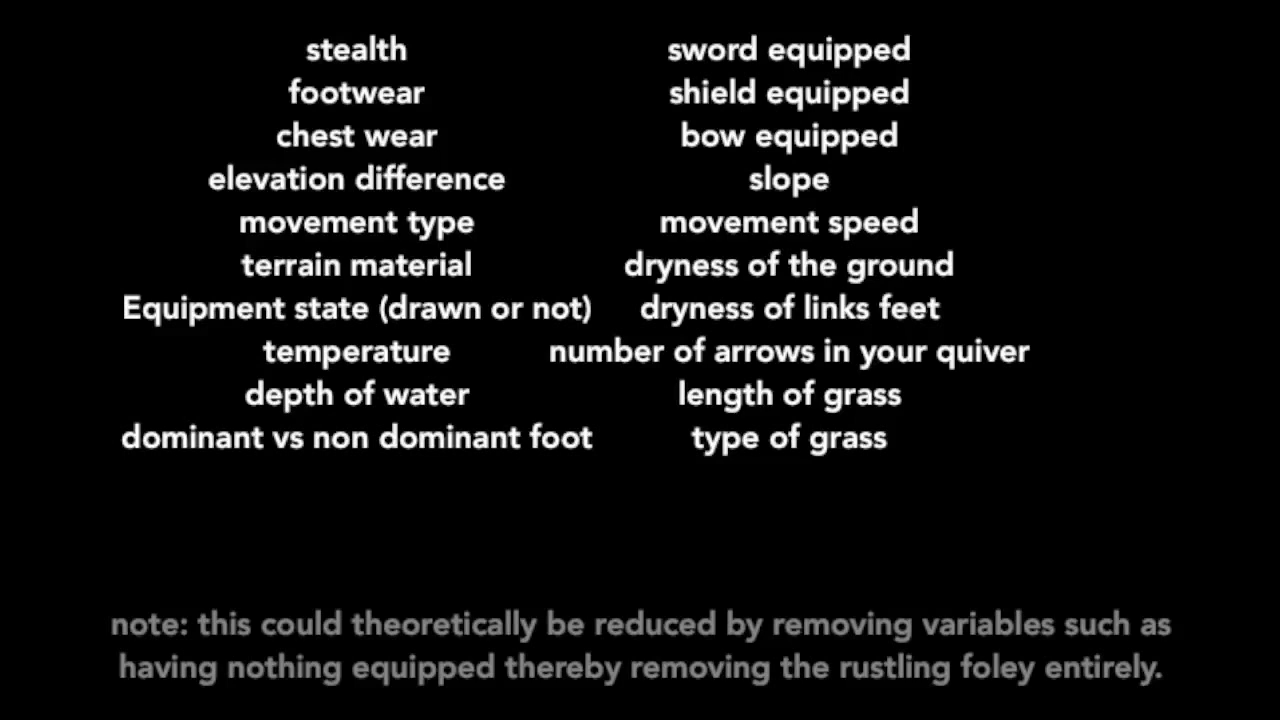 stealth
footwear
chest wear
elevation difference
movement type
terrain material
Equipment state (drawn or not)
temperature
depth of water
dominant vs non dominant foot
sword equipped
shield equipped
bow equipped
slope
movement speed
dryness of the ground
dryness of links feet
number of arrows in your quiver
length of grass
type of grass
note: this could theoretically be reduced by removing variables such as
having nothing equipped thereby removing the rustling foley entirely.